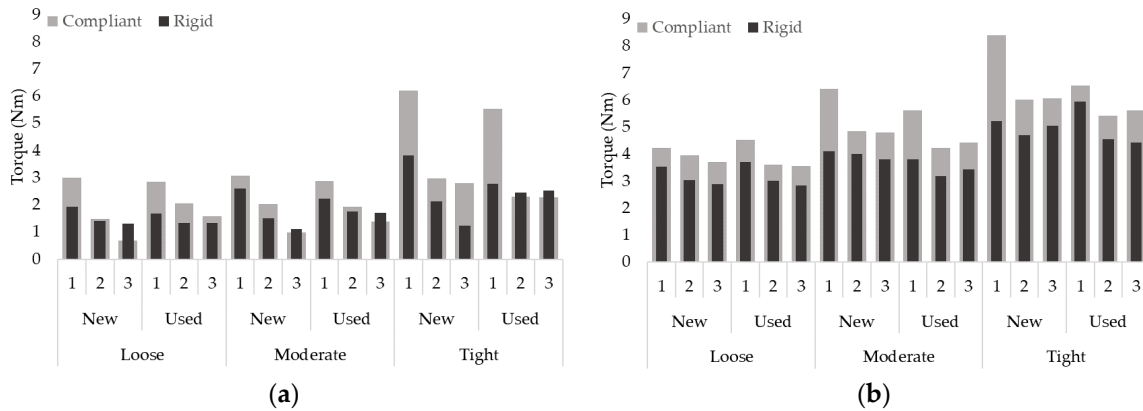 9
8
7
6
5
4
3
2
1
0
Torque (Nm)
Compliant Rigid
1 2 3 1 2 3 1 2 3 1 2 3 1 2 3 1 2 3
New Used New Used New Used
Loose Moderate Tight
(a)
9
8
7
6
5
4
3
2
1
0
Torque (Nm)
Compliant Rigid
1 2 3 1 2 3 1 2 3 1 2 3 1 2 3 1 2 3
New Used New Used New Used
Loose Moderate Tight
(b)